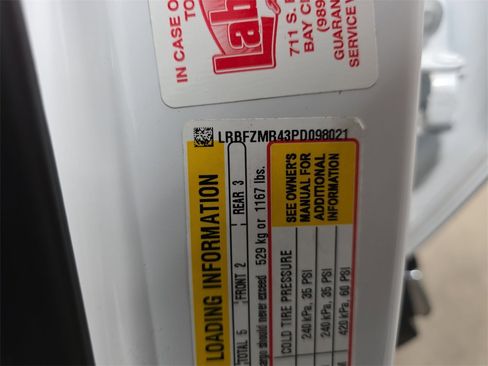 IN CASE O
TO
Lab
711 S.
BAY C
(989
GUARAN
SERVICE
LRBFZMR43PD098021
LOADING INFORMATION
TOTAL 5
FRONT 2
REAR 3
cargo should never exceed 529 kg or 1167 lbs.
SEE OWNER'S
MANUAL FOR
ADDITIONAL
INFORMATION
COLD TIRE PRESSURE
240 kPa, 35 PSI
240 kPa, 35 PSI
420 kPa, 60 PSI